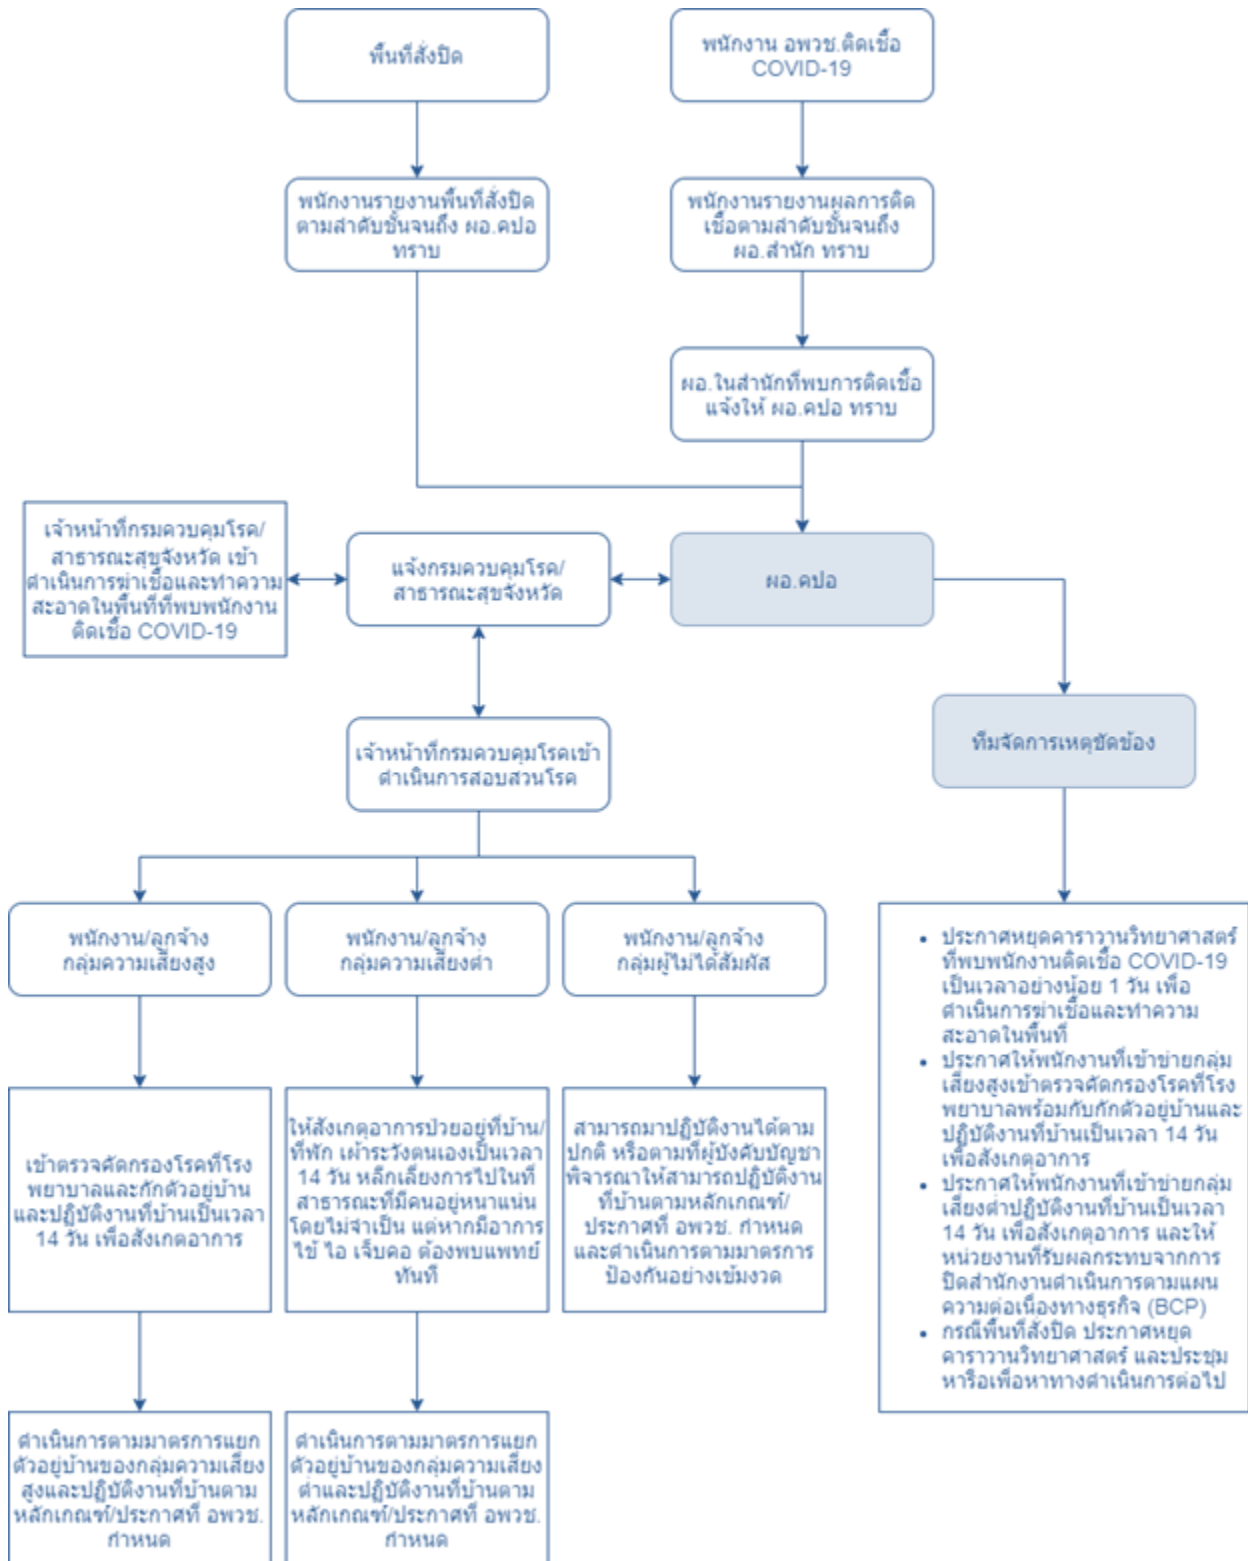 พื้นที่สั่งปิด
พนักงาน อพวช.ติดเชื้อ
COVID-19
พนักงานรายงานพื้นที่สั่งปิด
ตามลำดับชั้นจนถึง ผอ.คปอ
ทราบ
พนักงานรายงานผลการติด
เชื้อตามลำดับชั้นจนถึง
ผอ.สำนัก ทราบ
ผอ.ในสำนักที่พบการติดเชื้อ
แจ้งให้ ผอ.คปอ ทราบ
เจ้าหน้าที่กรมควบคุมโรค/
สาธารณะสุขจังหวัด เข้า
ดำเนินการฆ่าเชื้อและทำความ
สะอาดในพื้นที่ที่พบพนักงาน
ติดเชื้อ COVID-19
แจ้งกรมควบคุมโรค/
สาธารณะสุขจังหวัด
ผอ.คปอ
ทีมจัดการเหตุขัดข้อง
เจ้าหน้าที่กรมควบคุมโรคเข้า
ดำเนินการสอบสวนโรค
พนักงาน/ลูกจ้าง
กลุ่มความเสี่ยงสูง
พนักงาน/ลูกจ้าง
กลุ่มความเสี่ยงต่ำ
พนักงาน/ลูกจ้าง
กลุ่มผู้ไม่ได้สัมผัส
เข้าตรวจคัดกรองโรคที่โรง
พยาบาลและกักตัวอยู่บ้าน
และปฏิบัติงานที่บ้านเป็นเวลา
14 วัน เพื่อสังเกตอาการ
ให้สังเกตุอาการป่วยอยู่ที่บ้าน/
ที่พัก เฝ้าระวังตนเองเป็นเวลา
14 วัน หลีกเลี่ยงการไปในที่
สาธารณะที่มีคนอยู่หนาแน่น
โดยไม่จำเป็น แต่หากมีอาการ
ไข้ ไอ เจ็บคอ ต้องพบแพทย์
ทันที
สามารถมาปฏิบัติงานได้ตาม
ปกติ หรือตามที่ผู้บังคับบัญชา
พิจารณาให้สามารถปฏิบัติงาน
ที่บ้านตามหลักเกณฑ์/
ประกาศที่ อพวช. กำหนด
และดำเนินการตามมาตรการ
ป้องกันอย่างเข้มงวด
• ประกาศหยุดคาราวานวิทยาศาสตร์
ที่พบพนักงานติดเชื้อ COVID-19
เป็นเวลาอย่างน้อย 1 วัน เพื่อ
ดำเนินการฆ่าเชื้อและทำความ
สะอาดในพื้นที่
• ประกาศให้พนักงานที่เข้าข่ายกลุ่ม
เสี่ยงสูงเข้าตรวจคัดกรองโรคที่โรง
พยาบาลพร้อมกับกักตัวอยู่บ้านและ
ปฏิบัติงานที่บ้านเป็นเวลา 14 วัน
เพื่อสังเกตอาการ
• ประกาศให้พนักงานที่เข้าข่ายกลุ่ม
เสี่ยงต่ำปฏิบัติงานที่บ้านเป็นเวลา
14 วัน เพื่อสังเกตอาการ และให้
หน่วยงานที่รับผลกระทบจากการ
ปิดสำนักงานดำเนินการตามแผน
ความต่อเนื่องทางธุรกิจ (BCP)
• กรณีพื้นที่สั่งปิด ประกาศหยุด
คาราวานวิทยาศาสตร์ และประชุม
หารือเพื่อหาทางดำเนินการต่อไป
ดำเนินการตามมาตรการแยก
ตัวอยู่บ้านของกลุ่มความเสี่ยง
สูงและปฏิบัติงานที่บ้านตาม
หลักเกณฑ์/ประกาศที่ อพวช.
กำหนด
ดำเนินการตามมาตรการแยก
ตัวอยู่บ้านของกลุ่มความเสี่ยง
ต่ำและปฏิบัติงานที่บ้านตาม
หลักเกณฑ์/ประกาศที่ อพวช.
กำหนด